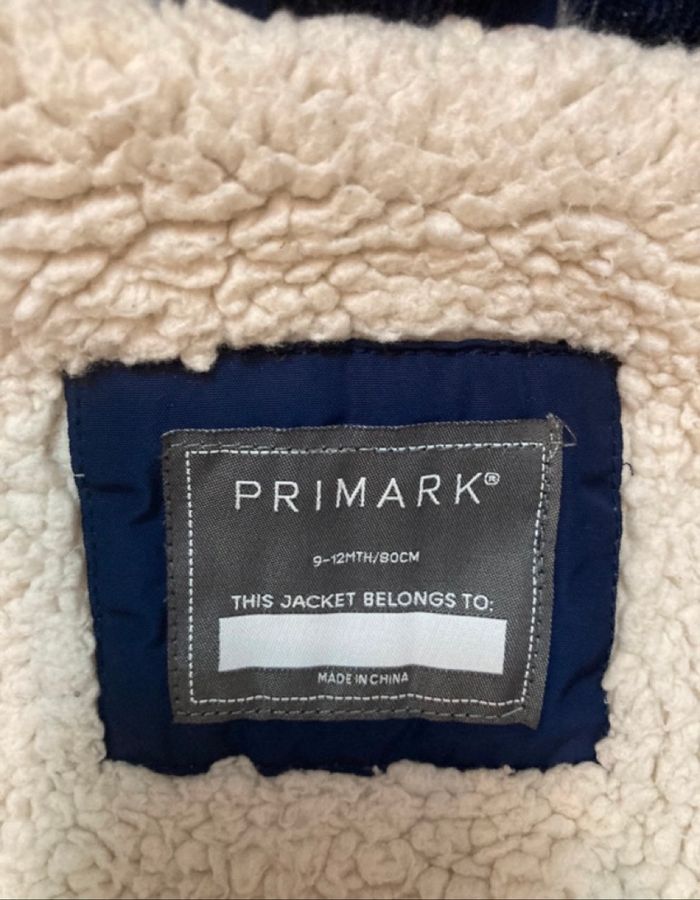 PRIMARK®
9-12MTH/80CM
THIS JACKET BELONGS TO:
MADE IN CHINA